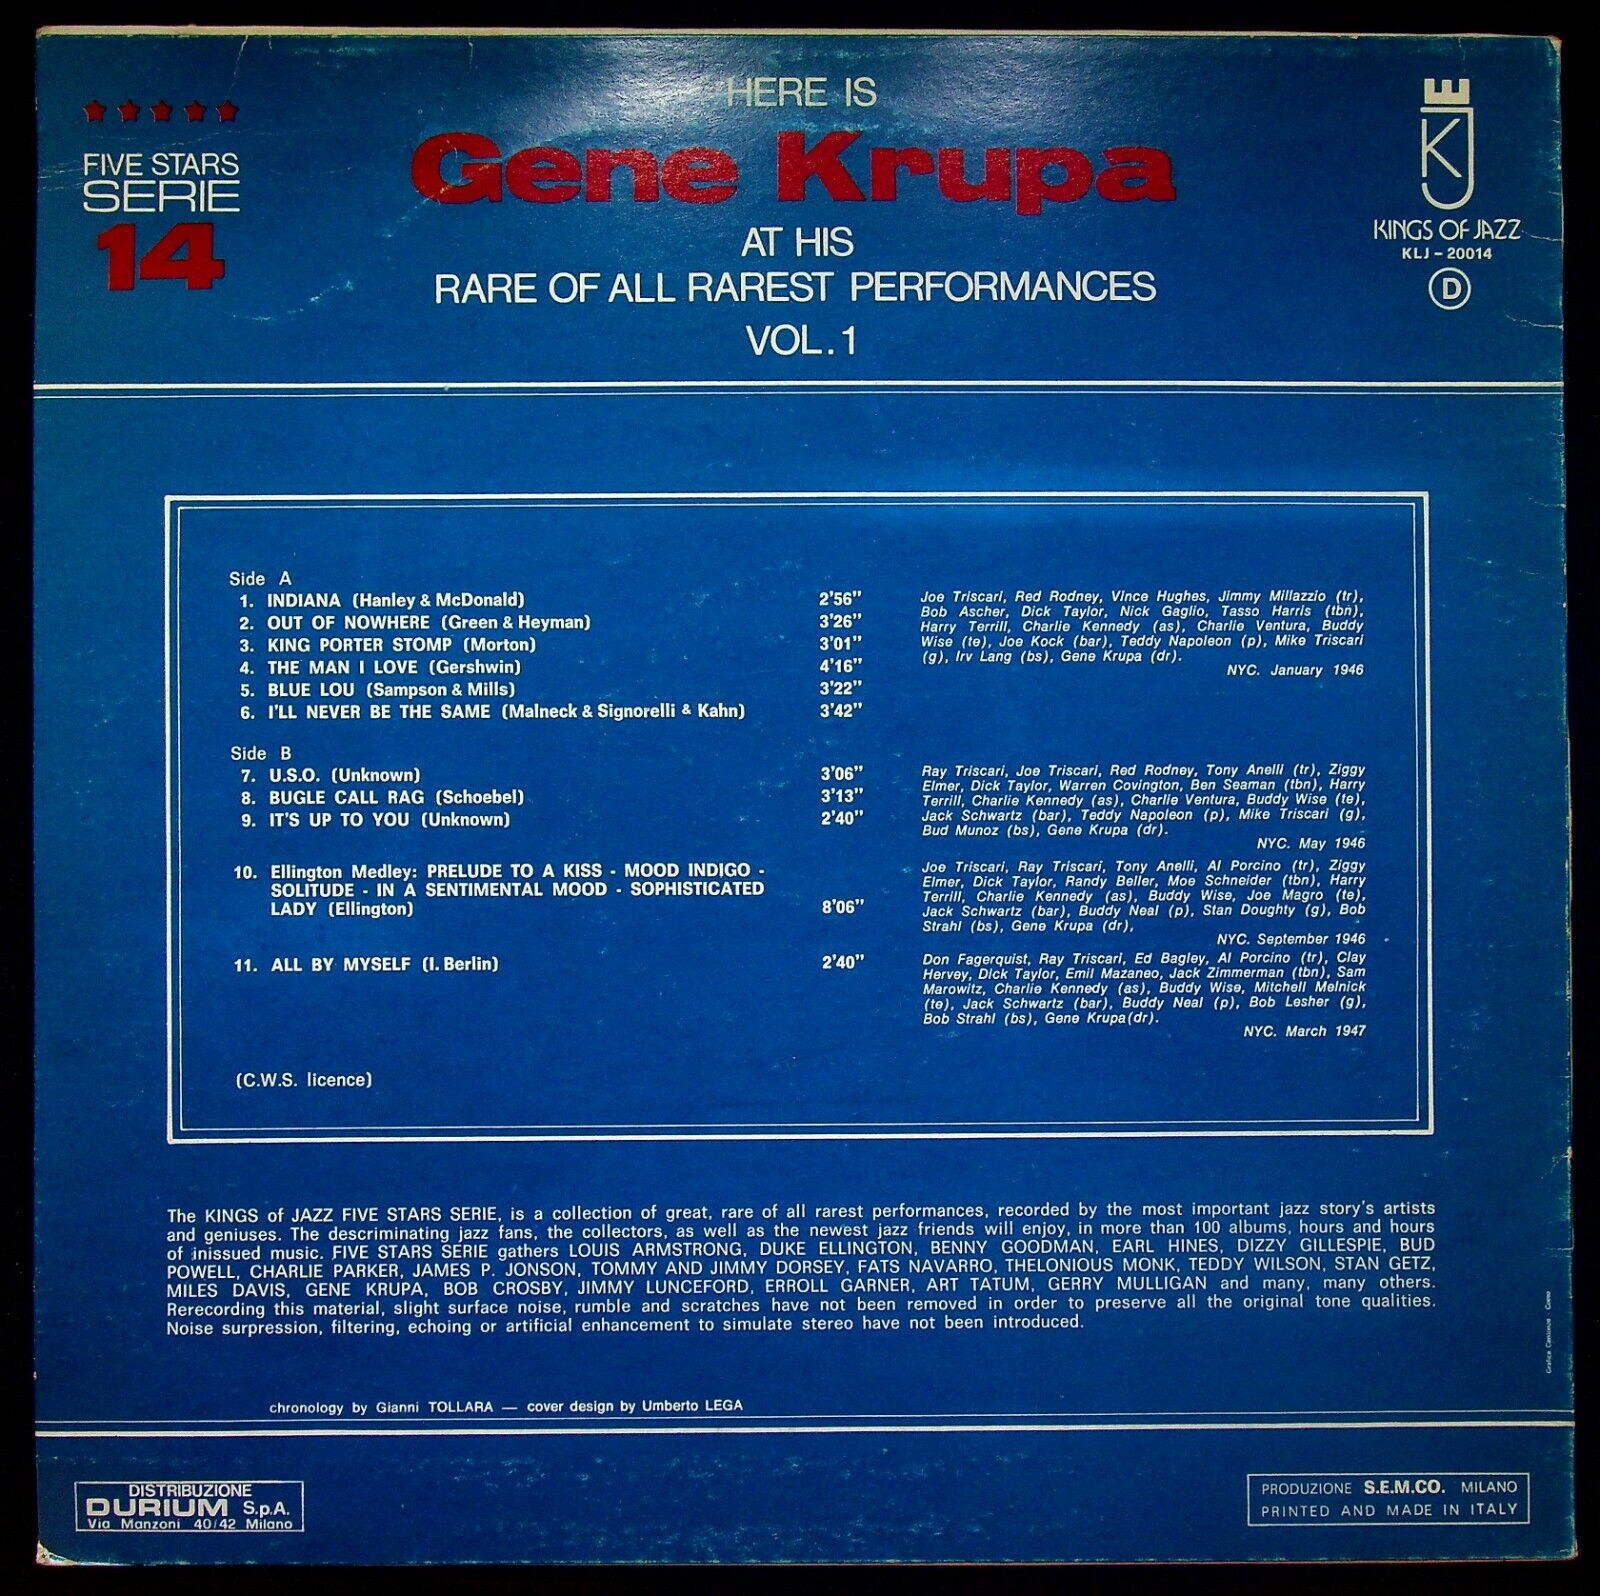 HERE IS
Gene Krupa
AT HIS
RARE OF ALL RAREST PERFORMANCES
VOL. 1
FIVE STARS
SERIE
14
KJ
KINGS OF JAZZ
KLJ - 20014
D
Side A
1. INDIANA (Hanley & McDonald) 2'56"
2. OUT OF NOWHERE (Green & Heyman) 3'26"
3. KING PORTER STOMP (Morton) 3'01"
4. THE MAN I LOVE (Gershwin) 4'16"
5. BLUE LOU (Sampson & Mills) 3'22"
6. I'LL NEVER BE THE SAME (Malneck & Signorelli & Kahn) 3'42"
Joe Triscari, Red Rodney, Vince Hughes, Jimmy Millazzio (tr),
Bob Ascher, Dick Taylor, Nick Gaglio, Tasso Harris (tbn),
Harry Terrill, Charlie Kennedy (as), Charlie Ventura, Buddy
Wise (te), Joe Kock (bar), Teddy Napoleon (p), Mike Triscari
(g), Irv Lang (bs), Gene Krupa (dr).
NYC. January 1946
Side B
7. U.S.O. (Unknown) 3'06"
8. BUGLE CALL RAG (Schoebel) 3'13"
9. IT'S UP TO YOU (Unknown) 2'40"
Ray Triscari, Joe Triscari, Red Rodney, Tony Anelli (tr), Ziggy
Elmer, Dick Taylor, Warren Covington, Ben Seaman (tbn), Harry
Terrill, Charlie Kennedy (as), Charlie Ventura, Buddy Wise (te),
Jack Schwartz (bar), Teddy Napoleon (p), Mike Triscari (g),
Bud Munoz (bs), Gene Krupa (dr).
NYC. May 1946
10. Ellington Medley: PRELUDE TO A KISS - MOOD INDIGO -
SOLITUDE - IN A SENTIMENTAL MOOD - SOPHISTICATED
LADY (Ellington) 8'06"
Joe Triscari, Ray Triscari, Tony Anelli, Al Porcino (tr), Ziggy
Elmer, Dick Taylor, Randy Beller, Moe Schneider (tbn), Harry
Terrill, Charlie Kennedy (as), Buddy Wise, Joe Magro (te),
Jack Schwartz (bar), Buddy Neal (p), Stan Doughty (g), Bob
Strahl (bs), Gene Krupa (dr),
NYC. September 1946
11. ALL BY MYSELF (I. Berlin) 2'40"
Don Fagerquist, Ray Triscari, Ed Bagley, Al Porcino (tr), Clay
Hervey, Dick Taylor, Emil Mazaneo, Jack Zimmerman (tbn), Sam
Marowitz, Charlie Kennedy (as), Buddy Wise, Mitchell Melnick
(te), Jack Schwartz (bar), Buddy Neal (p), Bob Lesher (g),
Bob Strahl (bs), Gene Krupa(dr).
NYC. March 1947
(C.W.S. licence)
The KINGS of JAZZ FIVE STARS SERIE, is a collection of great, rare of all rarest performances, recorded by the most important jazz story's artists
and geniuses. The descriminating jazz fans, the collectors, as well as the newest jazz friends will enjoy, in more than 100 albums, hours and hours
of inissued music. FIVE STARS SERIE gathers LOUIS ARMSTRONG, DUKE ELLINGTON, BENNY GOODMAN, EARL HINES, DIZZY GILLESPIE, BUD
POWELL, CHARLIE PARKER, JAMES P. JONSON, TOMMY AND JIMMY DORSEY, FATS NAVARRO, THELONIOUS MONK, TEDDY WILSON, STAN GETZ,
MILES DAVIS, GENE KRUPA, BOB CROSBY, JIMMY LUNCEFORD, ERROLL GARNER, ART TATUM, GERRY MULLIGAN and many, many others.
Rerecording this material, slight surface noise, rumble and scratches have not been removed in order to preserve all the original tone qualities.
Noise surpression, filtering, echoing or artificial enhancement to simulate stereo have not been introduced.
chronology by Gianni TOLLARA — cover design by Umberto LEGA
Grafica Cantonze Como
DISTRIBUZIONE
DURIUM S.p.A.
Via Manzoni 40/42 Milano
PRODUZIONE S.E.M.CO. MILANO
PRINTED AND MADE IN ITALY